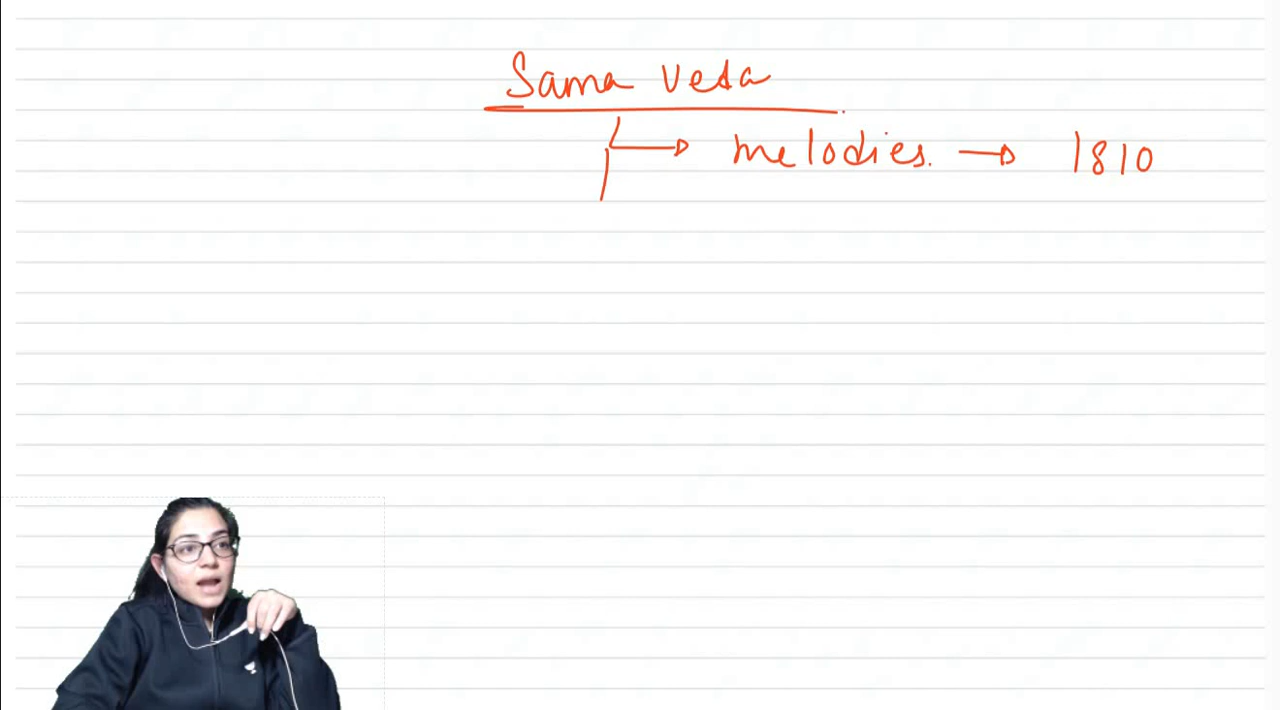 Sama Veda
→ melodies. → 1810